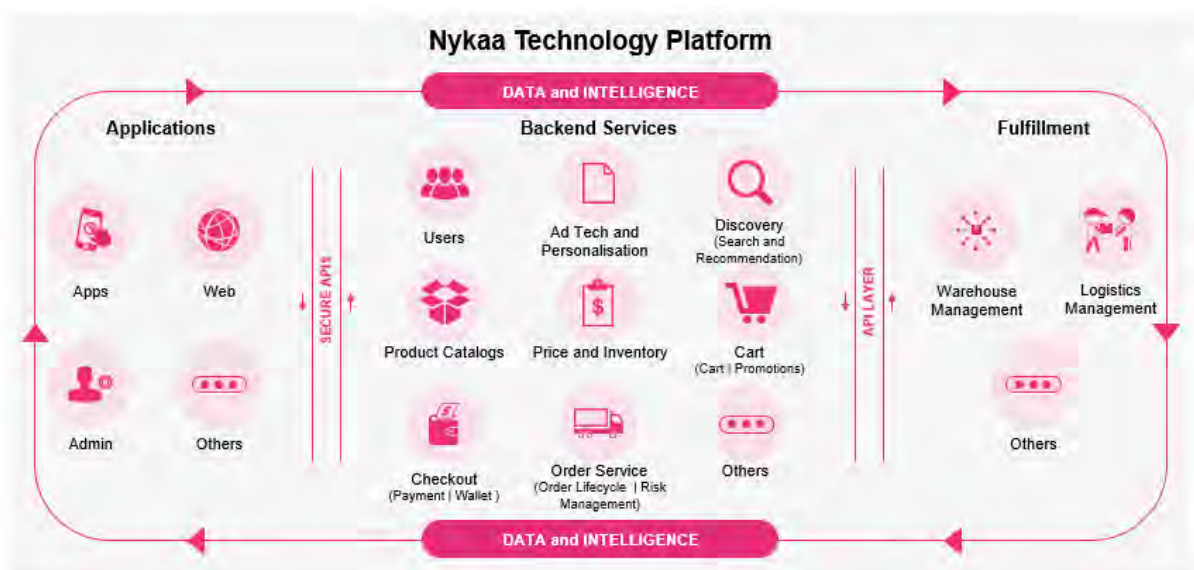 Nykaa Technology Platform
DATA and INTELLIGENCE
Applications
Apps
Web
Admin
Others
SECURE APIS
Backend Services
Users
Ad Tech and
Personalisation
Discovery
(Search and
Recommendation)
Product Catalogs
Price and Inventory
Cart
(Cart | Promotions)
Checkout
(Payment | Wallet )
Order Service
(Order Lifecycle | Risk
Management)
Others
API LAYER
Fulfillment
Warehouse
Management
Logistics
Management
Others
DATA and INTELLIGENCE